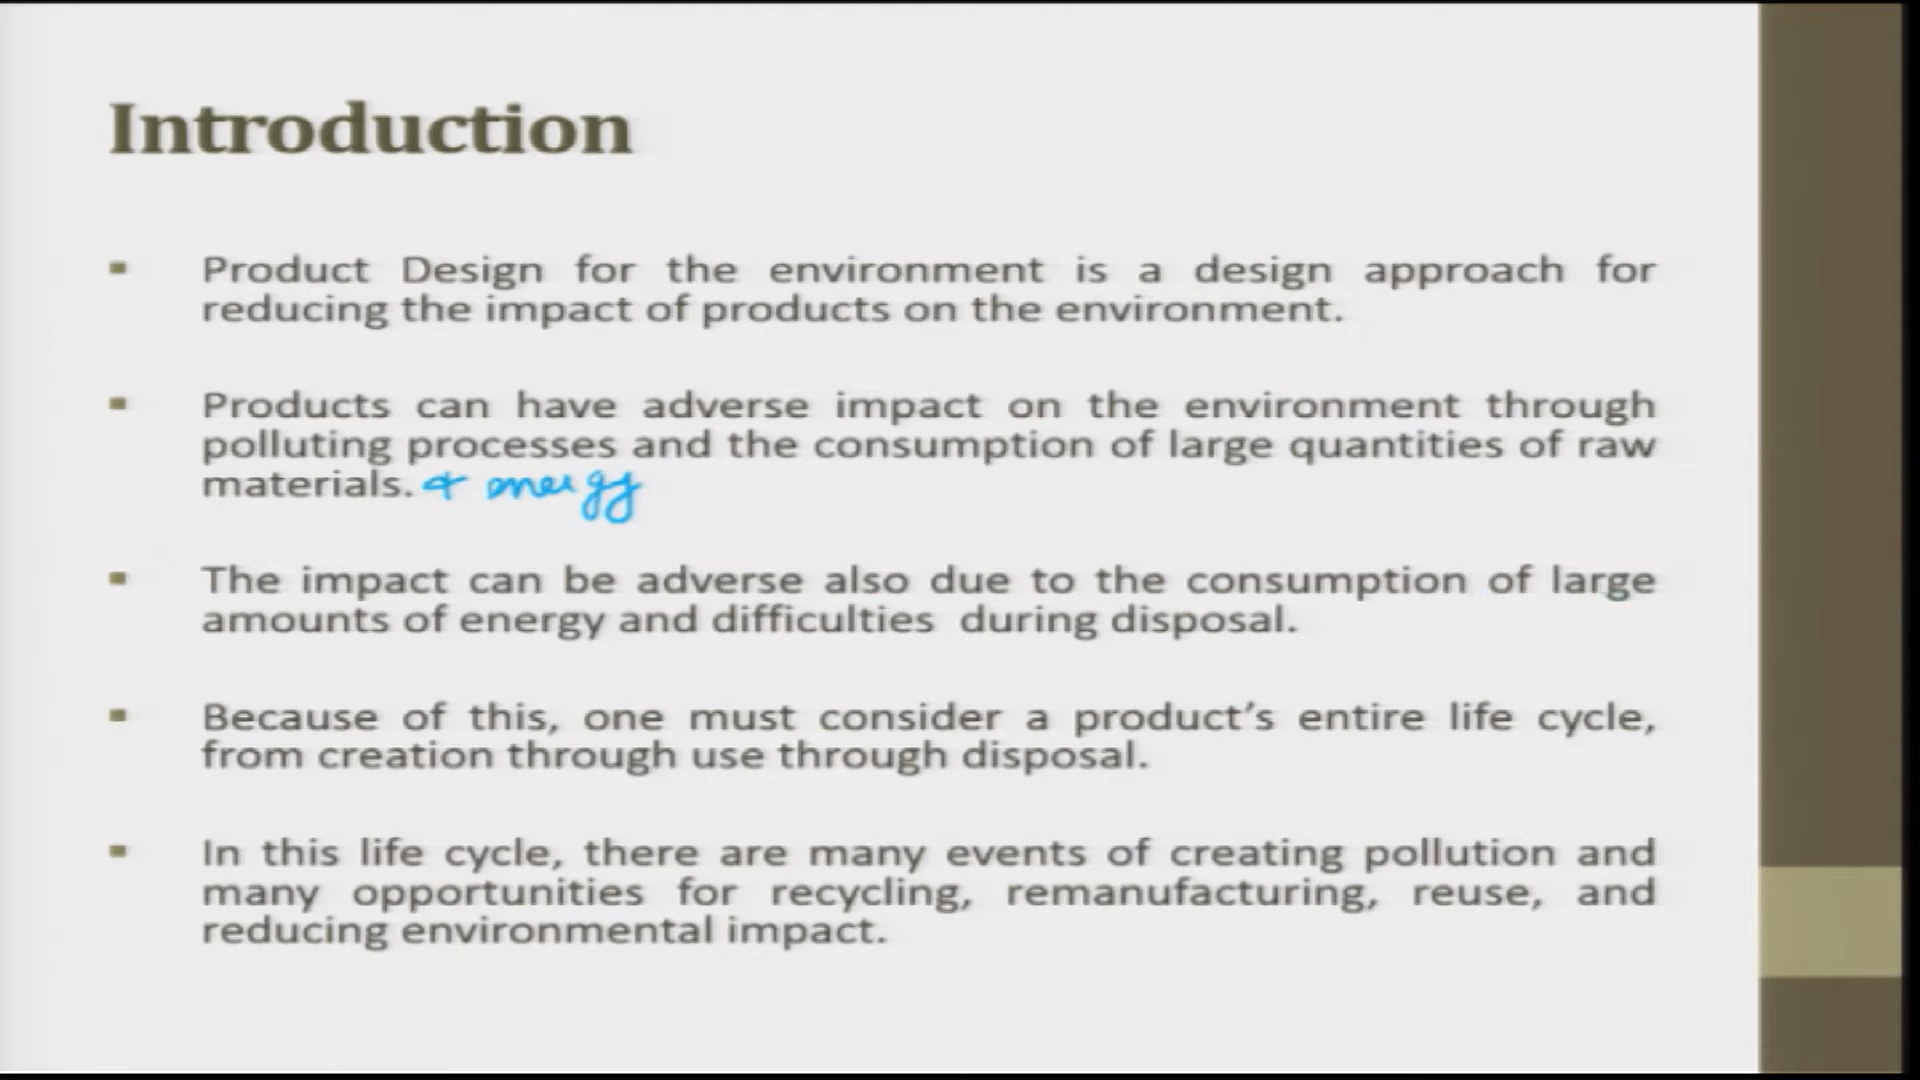 Introduction
Product Design for the environment is a design approach for
reducing the impact of products on the environment.
Products can have adverse impact on the environment through
polluting processes and the consumption of large quantities of raw
materials. & energy
The impact can be adverse also due to the consumption of large
amounts of energy and difficulties during disposal.
Because of this, one must consider a product's entire life cycle,
from creation through use through disposal.
In this life cycle, there are many events of creating pollution and
many opportunities for recycling, remanufacturing, reuse, and
reducing environmental impact.